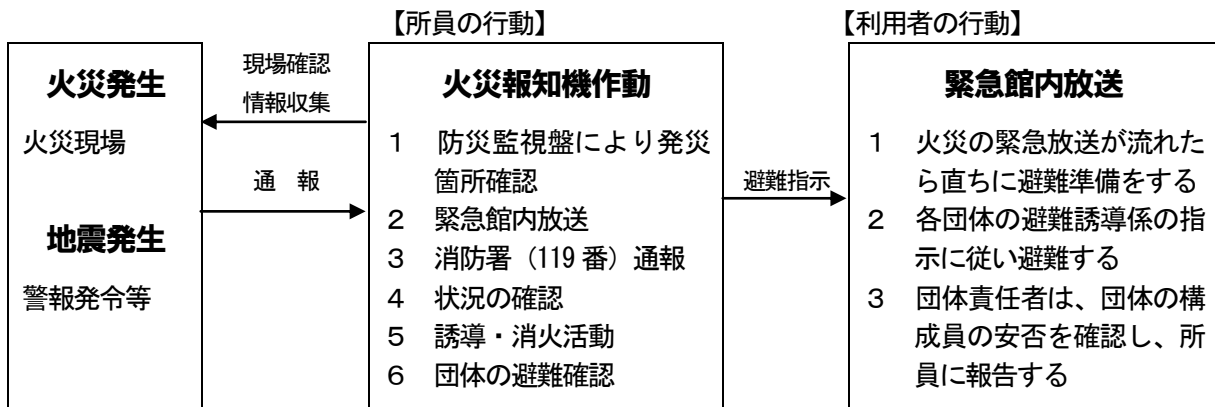 【所員の行動】
【利用者の行動】
火災発生
火災現場
地震発生
警報発令等
現場確認
情報収集
通　報
火災報知機作動
１　防災監視盤により発災
箇所確認
２　緊急館内放送
３　消防署（119 番）通報
４　状況の確認
５　誘導・消火活動
６　団体の避難確認
避難指示
緊急館内放送
１　火災の緊急放送が流れた
ら直ちに避難準備をする
２　各団体の避難誘導係の指
示に従い避難する
３　団体責任者は、団体の構
成員の安否を確認し、所
員に報告する